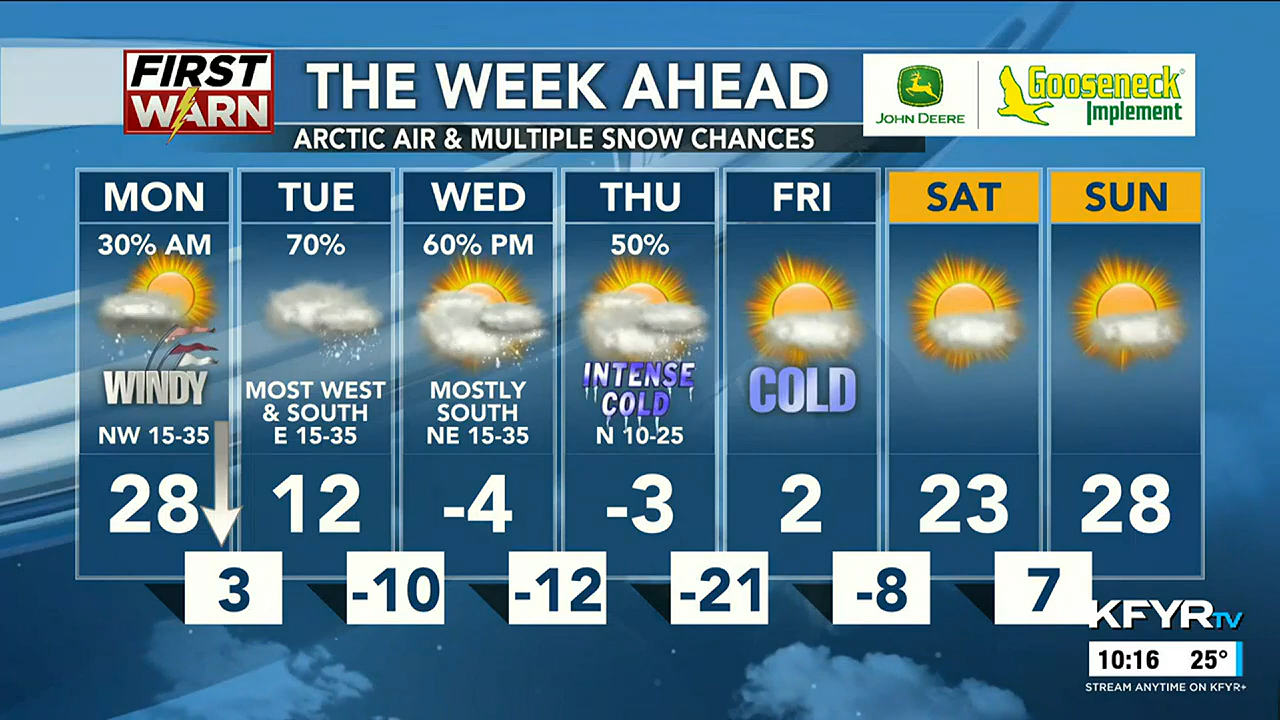 FIRST
WARN
THE WEEK AHEAD
ARCTIC AIR & MULTIPLE SNOW CHANCES
JOHN DEERE
Gooseneck
Implement
MON
30% AM
WINDY
NW 15-35
28
TUE
70%
MOST WEST
& SOUTH
E 15-35
12
WED
60% PM
MOSTLY
SOUTH
NE 15-35
-4
THU
50%
INTENSE
COLD
N 10-25
-3
FRI
COLD
2
SAT
23
SUN
28
3
-10
-12
-21
-8
7
KFYRTV
10:16 25°
STREAM ANYTIME ON KFYR+